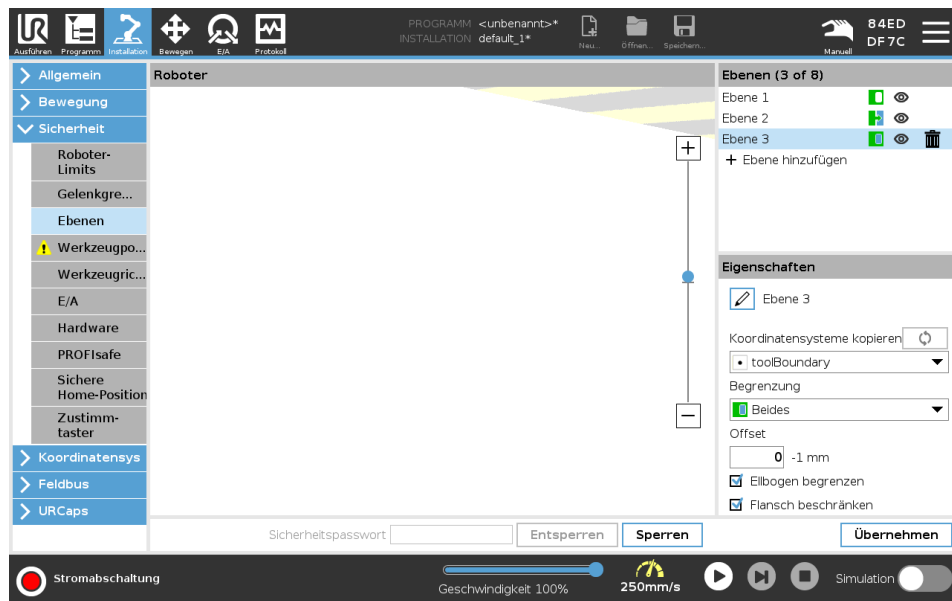 PROGRAMM <unbenannt>*
INSTALLATION default_1*
Ausführen Programm Installation Bewegen E/A Protokoll
Neu... Öffnen... Speichern...
Manuell
84ED
DF7C
Allgemein
Bewegung
Sicherheit
Roboter-
Limits
Gelenkgre...
Ebenen
Werkzeugpo...
Werkzeugric...
E/A
Hardware
PROFIsafe
Sichere
Home-Position
Zustimm-
taster
Koordinatensys
Feldbus
URCaps
Roboter
+
−
Sicherheitspasswort Entsperren Sperren
Ebenen (3 of 8)
Ebene 1
Ebene 2
Ebene 3
+ Ebene hinzufügen
Eigenschaften
Ebene 3
Koordinatensysteme kopieren
toolBoundary
Begrenzung
Beides
Offset
0 -1 mm
Ellbogen begrenzen
Flansch beschränken
Übernehmen
Stromabschaltung
Geschwindigkeit 100%
250mm/s
Simulation